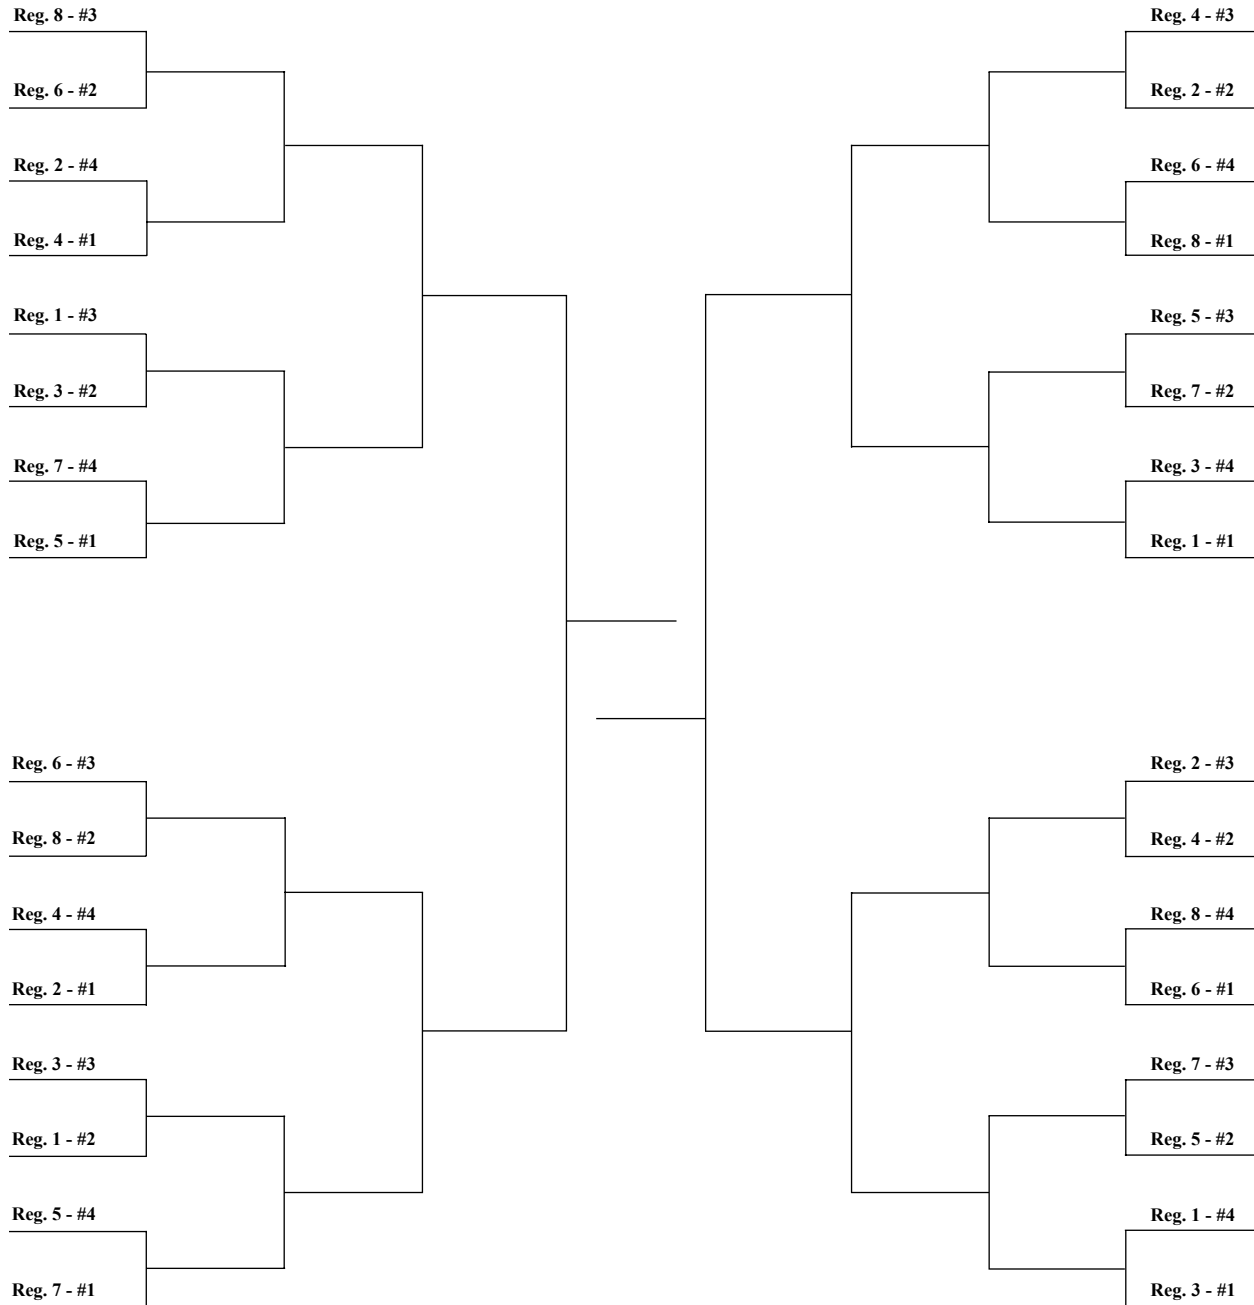 Reg. 8 - #3
Reg. 6 - #2
Reg. 2 - #4
Reg. 4 - #1
Reg. 1 - #3
Reg. 3 - #2
Reg. 7 - #4
Reg. 5 - #1
Reg. 6 - #3
Reg. 8 - #2
Reg. 4 - #4
Reg. 2 - #1
Reg. 3 - #3
Reg. 1 - #2
Reg. 5 - #4
Reg. 7 - #1
Reg. 4 - #3
Reg. 2 - #2
Reg. 6 - #4
Reg. 8 - #1
Reg. 5 - #3
Reg. 7 - #2
Reg. 3 - #4
Reg. 1 - #1
Reg. 2 - #3
Reg. 4 - #2
Reg. 8 - #4
Reg. 6 - #1
Reg. 7 - #3
Reg. 5 - #2
Reg. 1 - #4
Reg. 3 - #1